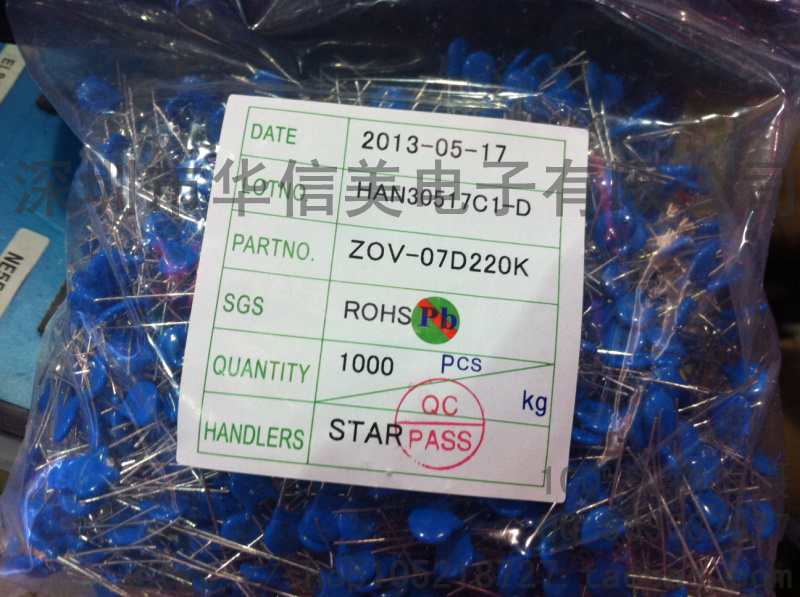 DATE 2013-05-17
深圳市华信美电子有限公司
LOTNO HAN30517C1-D
PARTNO. ZOV-07D220K
SGS ROHS Pb
QUANTITY 1000 PCS
kg
HANDLERS STAR
QC
PASS